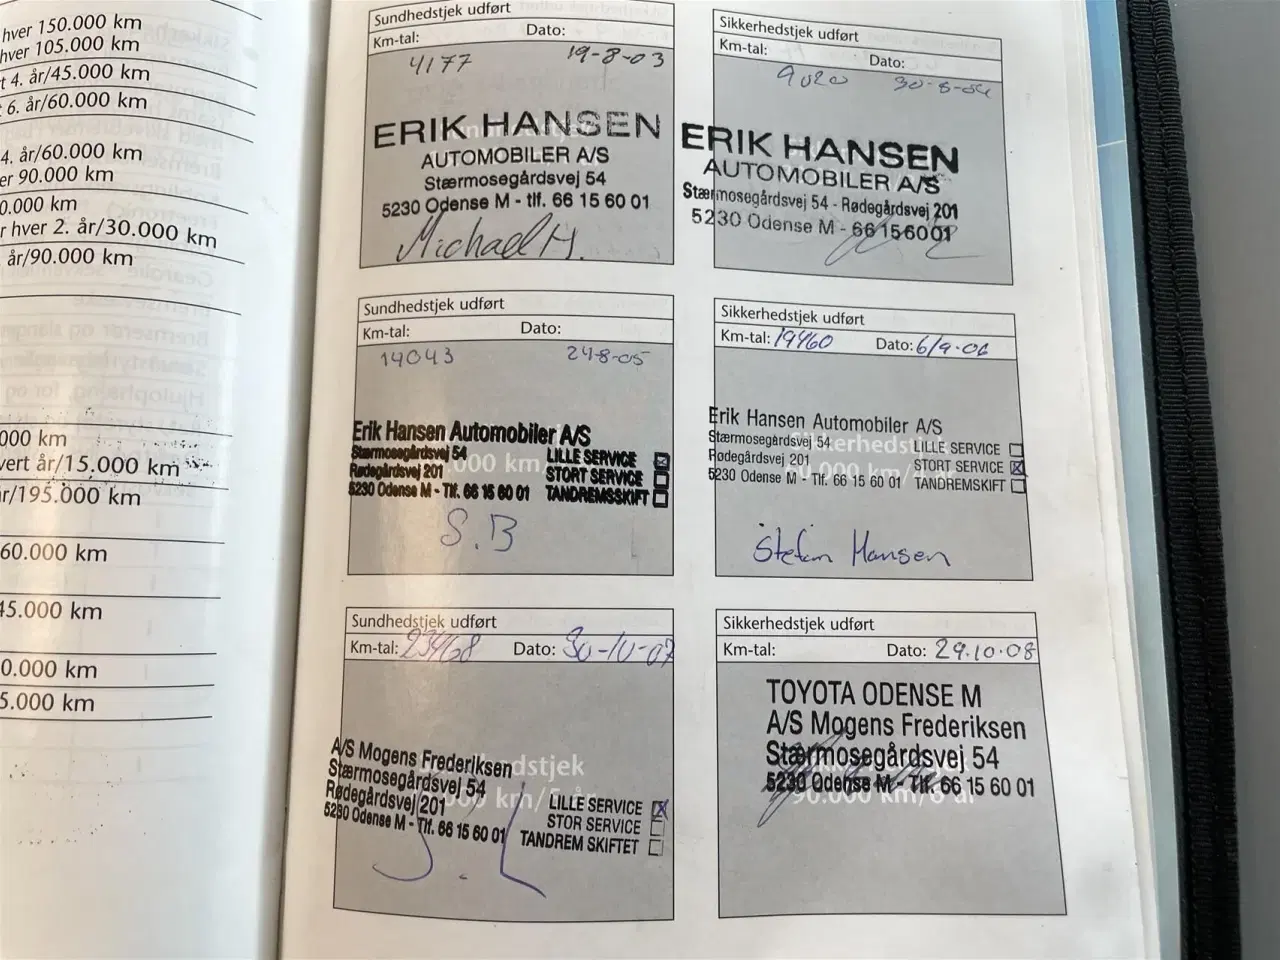 hver 150.000 km
hver 105.000 km
t 4. år/45.000 km
6. år/60.000 km
4. år/60.000 km
er 90.000 km
0.000 km
r hver 2. år/30.000 km
år/90.000 km
000 km
vert år/15.000 km
år/195.000 km
60.000 km
45.000 km
0.000 km
5.000 km
Sundhedstjek udført
Km-tal: Dato:
4177 19-8-03
ERIK HANSEN
AUTOMOBILER A/S
Stærmosegårdsvej 54
5230 Odense M - tlf. 66 15 60 01
Michael H.
Sikkerhedstjek udført
Km-tal: Dato:
9020 30-8-04
ERIK HANSEN
AUTOMOBILER A/S
Stærmosegårdsvej 54 - Rødegårdsvej 201
5230 Odense M - 66 15 60 01
Sundhedstjek udført
Km-tal: Dato:
14043 24-8-05
Erik Hansen Automobiler A/S
Stærmosegårdsvej 54 LILLE SERVICE
Rødegårdsvej 201 STORT SERVICE
5230 Odense M - Tlf. 66 15 60 01 TANDREMSSKIFT
S.B
Sikkerhedstjek udført
Km-tal: 19460 Dato: 6/9-06
Erik Hansen Automobiler A/S
Stærmosegårdsvej 54 LILLE SERVICE
Rødegårdsvej 201 STORT SERVICE
5230 Odense M - Tlf. 66 15 60 01 TANDREMSKIFT
Stefan Hansen
Sundhedstjek udført
Km-tal: 23468 Dato: 30-10-07
A/S Mogens Frederiksen
Stærmosegårdsvej 54
Rødegårdsvej 201 LILLE SERVICE
5230 Odense M - Tlf. 66 15 60 01 STOR SERVICE
TANDREM SKIFTET
Sikkerhedstjek udført
Km-tal: Dato: 29.10.08
TOYOTA ODENSE M
A/S Mogens Frederiksen
Stærmosegårdsvej 54
5230 Odense M - Tlf. 66 15 60 01
90.000 km/6 år